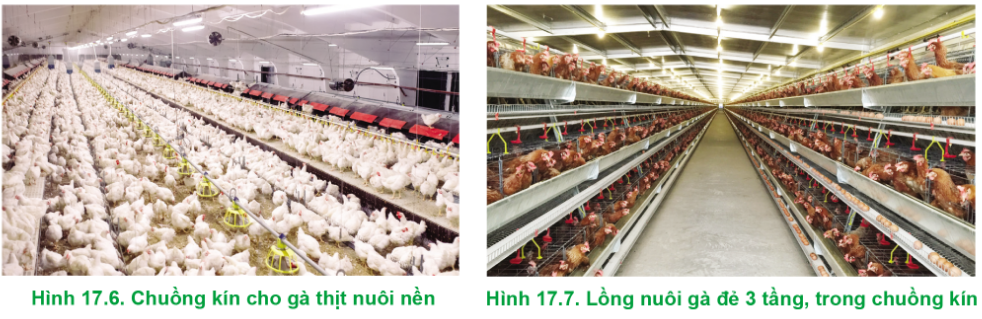 Hình 17.6. Chuồng kín cho gà thịt nuôi nền
Hình 17.7. Lồng nuôi gà đẻ 3 tầng, trong chuồng kín